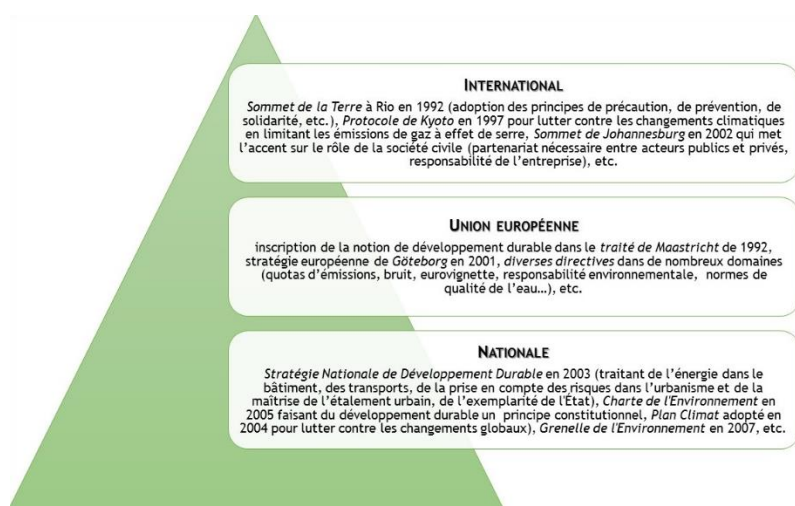 INTERNATIONAL
Sommet de la Terre à Rio en 1992 (adoption des principes de précaution, de prévention, de
solidarité, etc.), Protocole de Kyoto en 1997 pour lutter contre les changements climatiques
en limitant les émissions de gaz à effet de serre, Sommet de Johannesburg en 2002 qui met
l'accent sur le rôle de la société civile (partenariat nécessaire entre acteurs publics et privés,
responsabilité de l'entreprise), etc.
UNION EUROPÉENNE
inscription de la notion de développement durable dans le traité de Maastricht de 1992,
stratégie européenne de Göteborg en 2001, diverses directives dans de nombreux domaines
(quotas d'émissions, bruit, eurovignette, responsabilité environnementale, normes de
qualité de l'eau…), etc.
NATIONALE
Stratégie Nationale de Développement Durable en 2003 (traitant de l'énergie dans le
bâtiment, des transports, de la prise en compte des risques dans l'urbanisme et de la
maîtrise de l'étalement urbain, de l'exemplarité de l'État), Charte de l'Environnement en
2005 faisant du développement durable un principe constitutionnel, Plan Climat adopté en
2004 pour lutter contre les changements globaux), Grenelle de l'Environnement en 2007, etc.